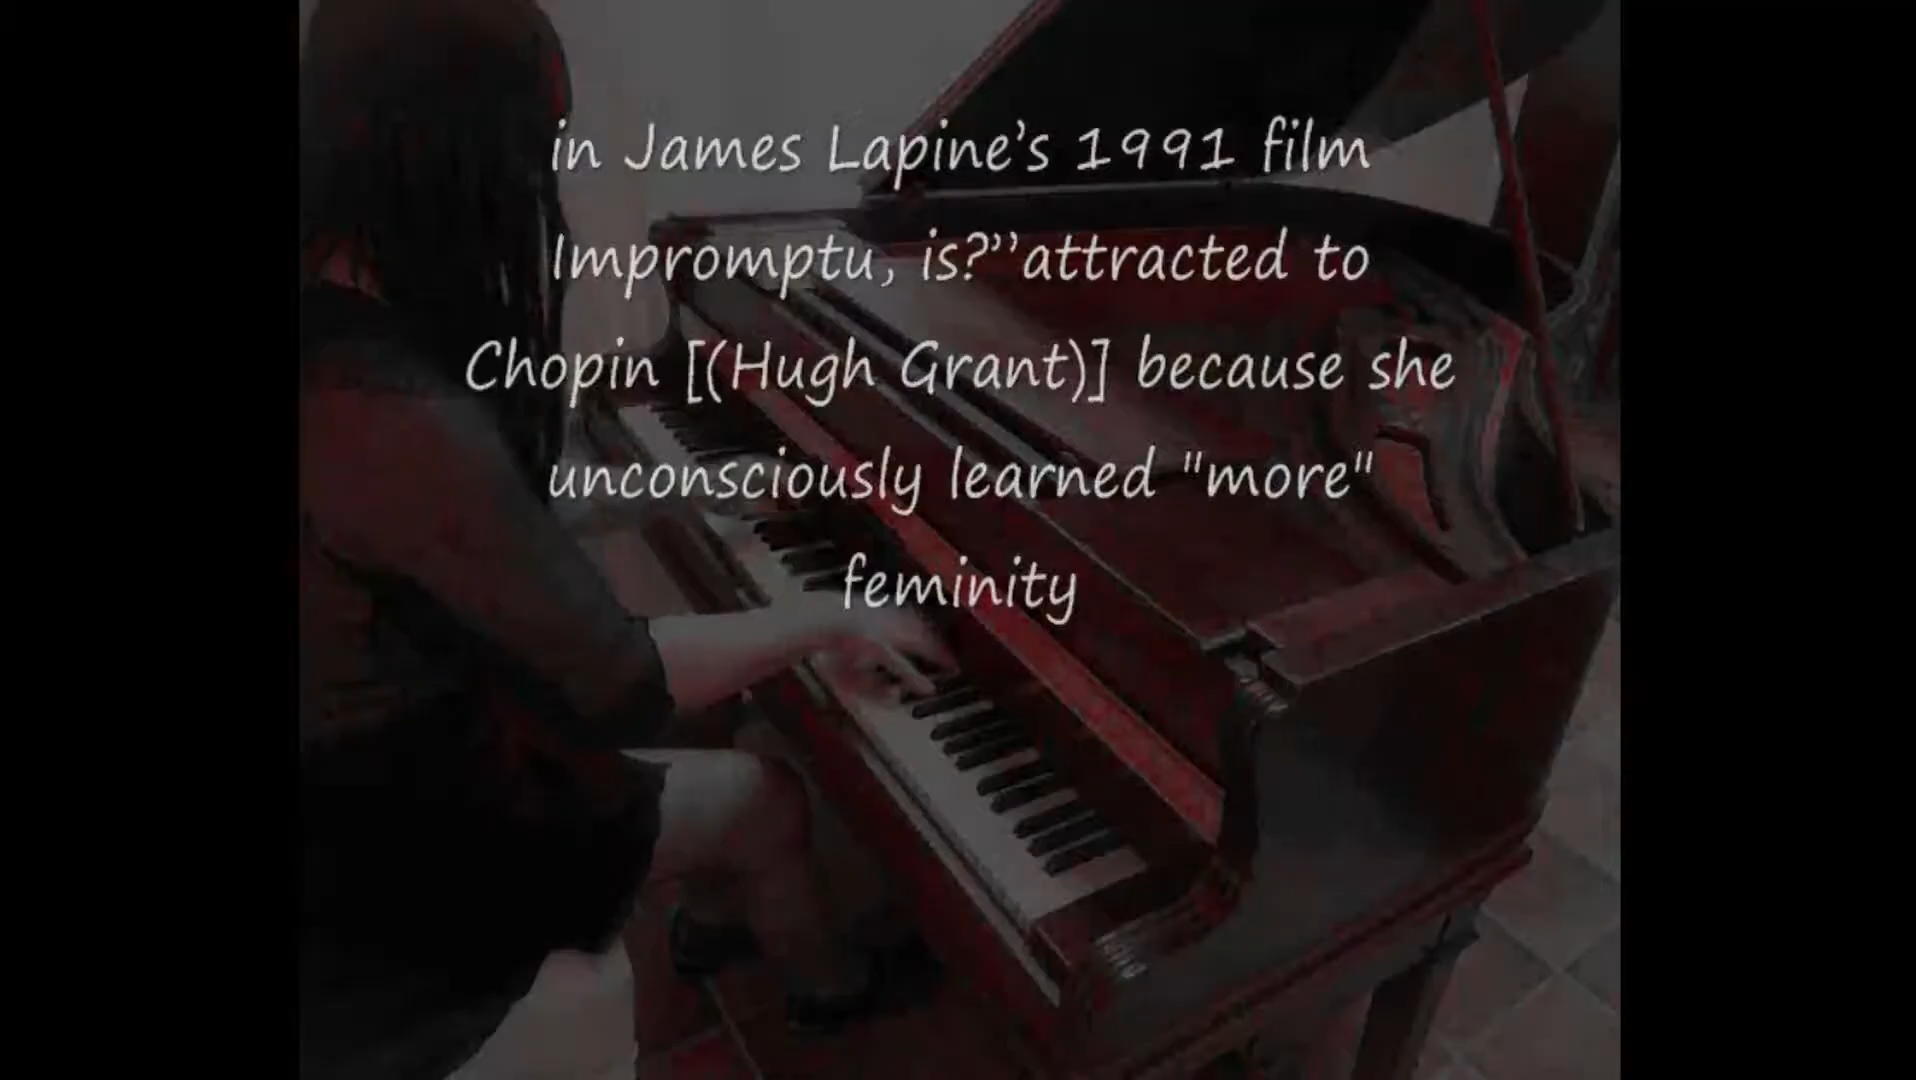 in James Lapine’s 1991 film
Impromptu, is?’’attracted to
Chopin [(Hugh Grant)] because she
unconsciously learned "more"
feminity